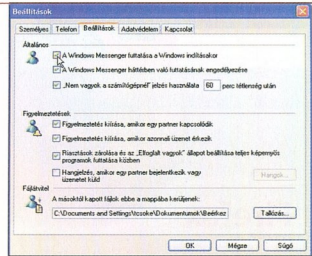 Beállítások
Személyes Telefon Beállítások Adatvédelem Kapcsolat
Általános
A Windows Messenger futtatása a Windows indításakor
A Windows Messenger háttérben való futtatásának engedélyezése
„Nem vagyok a számítógépnél" jelzés használata 60 perc tétlenség után
Figyelmeztetések
Figyelmeztetés kiírása, amikor egy partner kapcsolódik
Figyelmeztetés kiírása, amikor azonnali üzenet érkezik
Riasztások zárolása és az „Elfoglalt vagyok" állapot beállítása teljes képernyős
programok futtatása közben
Hangjelzés, amikor egy partner bejelentkezik vagy
üzenetet küld
Hangok...
Fájlátvitel
A másoktól kapott fájlok ebbe a mappába kerüljenek:
C:\Documents and Settings\tcsoke\Dokumentumok\Beérkez
Tallózás...
OK Mégse Súgó